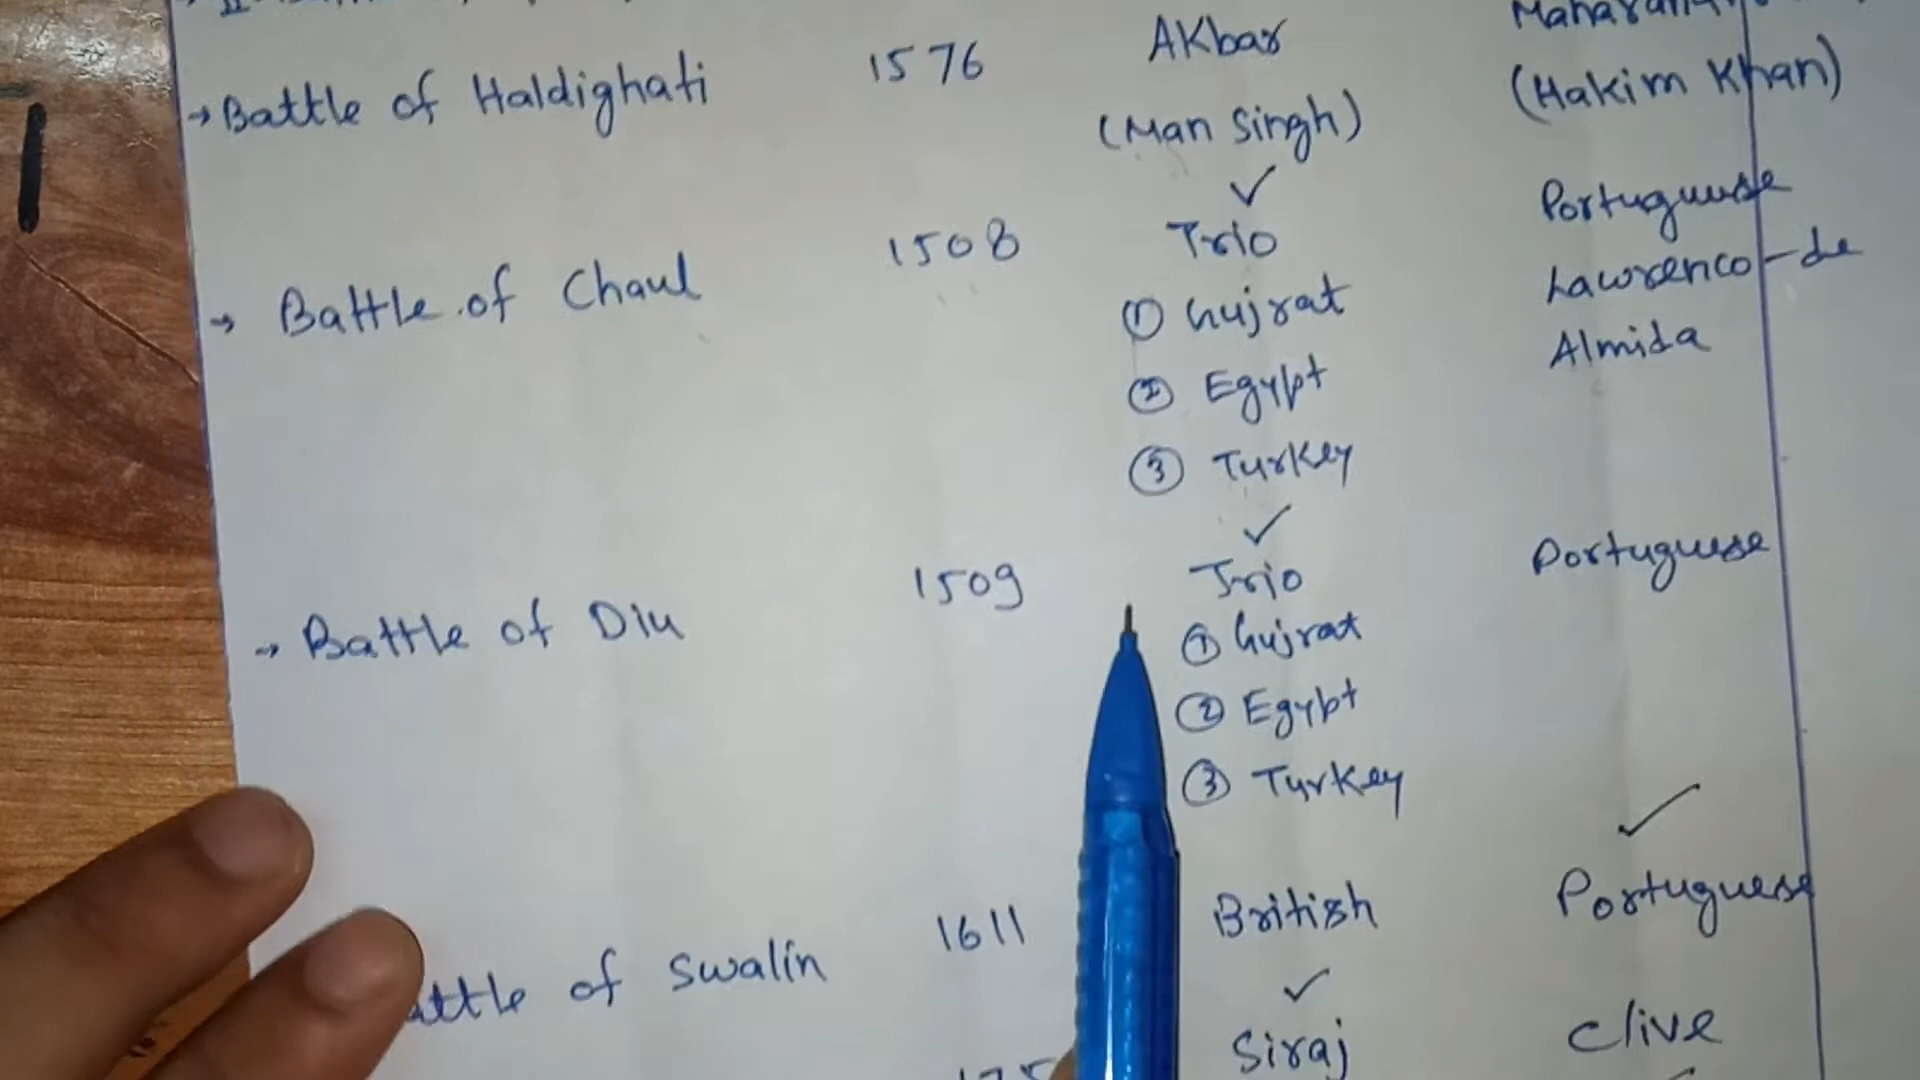 → Battle of Haldighati 1576 Akbar
(Man Singh) (Hakim Khan)
→ Battle of Chaul 1508 Trio Portuguese
① Gujrat Lawrenco-de
② Egypt Almida
③ Turkey
→ Battle of Diu 1509 Trio Portuguese
① Gujrat
② Egypt
③ Turkey
attle of Swalin 1611 British Portuguese
Siraj Clive